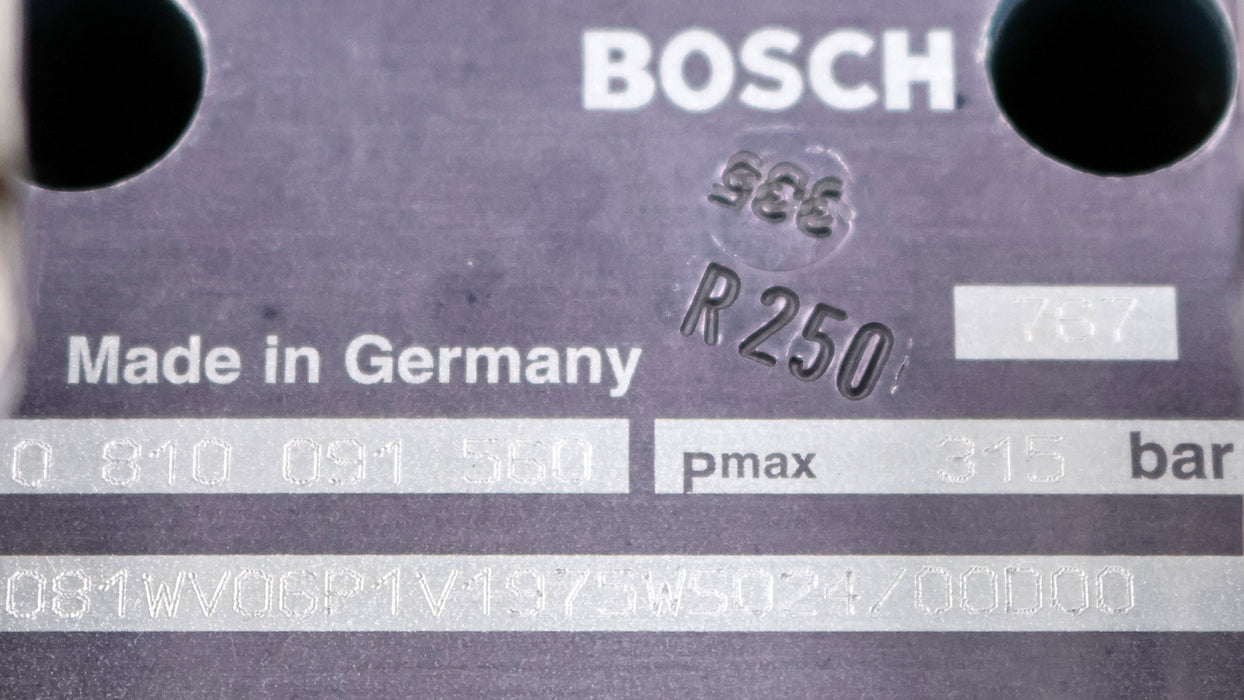 BOSCH
335
R250
767
Made in Germany
0 810 091 560
pmax 315 bar
081WV06P1V1975WS024/00D00